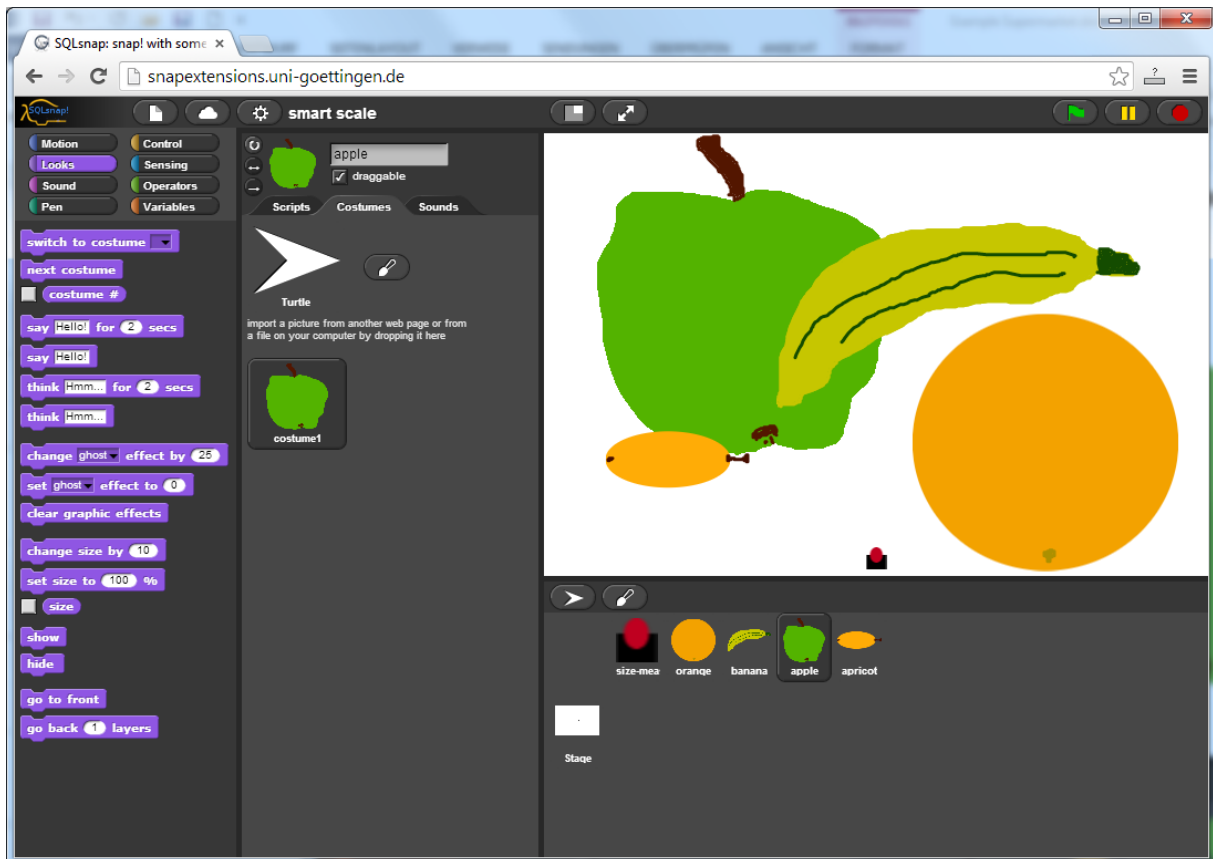 SQLsnap: snap! with some
snapextensions.uni-goettingen.de
SQLsnap!
smart scale
Motion
Control
Looks
Sensing
Sound
Operators
Pen
Variables
switch to costume
next costume
costume #
say Hello! for 2 secs
say Hello!
think Hmm... for 2 secs
think Hmm...
change ghost effect by 25
set ghost effect to 0
clear graphic effects
change size by 10
set size to 100 %
size
show
hide
go to front
go back 1 layers
apple
draggable
Scripts
Costumes
Sounds
Turtle
import a picture from another web page or from
a file on your computer by dropping it here
costume1
size-mea
orange
banana
apple
apricot
Stage